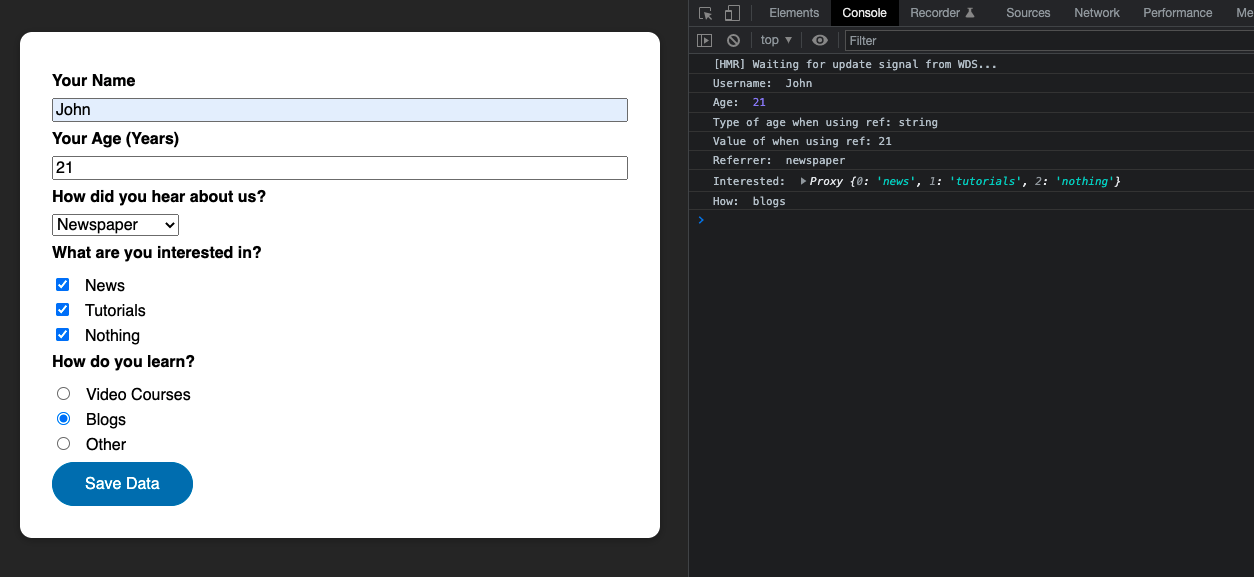 Your Name
John
Your Age (Years)
21
How did you hear about us?
Newspaper
What are you interested in?
News
Tutorials
Nothing
How do you learn?
Video Courses
Blogs
Other
Save Data
Elements Console Recorder Sources Network Performance Me
top Filter
[HMR] Waiting for update signal from WDS...
Username: John
Age: 21
Type of age when using ref: string
Value of when using ref: 21
Referrer: newspaper
Interested: Proxy {0: 'news', 1: 'tutorials', 2: 'nothing'}
How: blogs